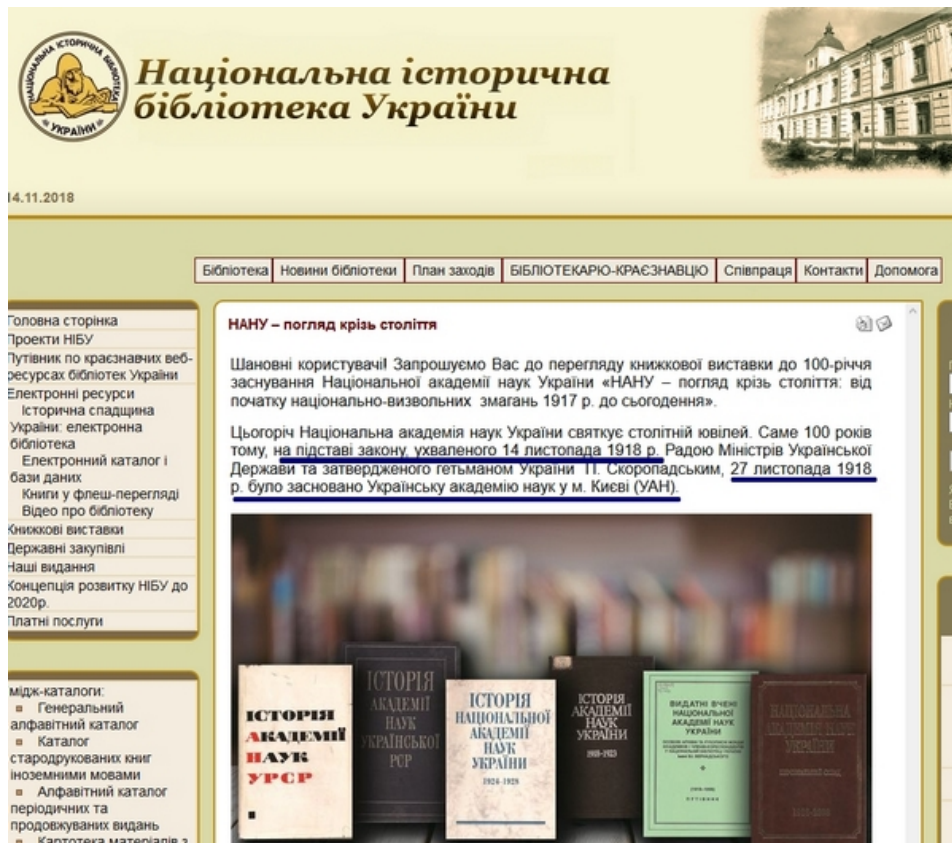 НАЦІОНАЛЬНА ІСТОРИЧНА БІБЛІОТЕКА
УКРАЇНИ
Національна історична
бібліотека України
14.11.2018
Бібліотека Новини бібліотеки План заходів БІБЛІОТЕКАРЮ-КРАЄЗНАВЦЮ Співпраця Контакти Допомога
Головна сторінка
Проекти НІБУ
Путівник по краєзнавчих веб-
ресурсах бібліотек України
Електронні ресурси
Історична спадщина
України: електронна
бібліотека
Електронний каталог і
бази даних
Книги у флеш-перегляді
Відео про бібліотеку
Книжкові виставки
Державні закупівлі
Наші видання
Концепція розвитку НІБУ до
2020р.
Платні послуги
мідж-каталоги:
Генеральний
алфавітний каталог
Каталог
стародрукованих книг
іноземними мовами
Алфавітний каталог
періодичних та
продовжуваних видань
Картотека матеріалів з
НАНУ – погляд крізь століття
Шановні користувачі! Запрошуємо Вас до перегляду книжкової виставки до 100-річчя
заснування Національної академії наук України «НАНУ – погляд крізь століття: від
початку національно-визвольних змагань 1917 р. до сьогодення».
Цьогоріч Національна академія наук України святкує столітній ювілей. Саме 100 років
тому, на підставі закону, ухваленого 14 листопада 1918 р. Радою Міністрів Української
Держави та затвердженого гетьманом України П. Скоропадським, 27 листопада 1918
р. було засновано Українську академію наук у м. Києві (УАН).
ІСТОРІЯ
АКАДЕМІЇ
НАУК
УРСР
ІСТОРІЯ
АКАДЕМІЇ
НАУК
УКРАЇНСЬКОЇ
РСР
ІСТОРІЯ
НАЦІОНАЛЬНОЇ
АКАДЕМІЇ
НАУК
УКРАЇНИ
1924-1928
ІСТОРІЯ
АКАДЕМІЇ
НАУК
УКРАЇНИ
1918-1923
ВИДАТНІ ВЧЕНІ
НАЦІОНАЛЬНОЇ
АКАДЕМІЇ НАУК
УКРАЇНИ
ПУТІВНИК
НАЦІОНАЛЬНА
АКАДЕМІЯ НАУК
УКРАЇНИ